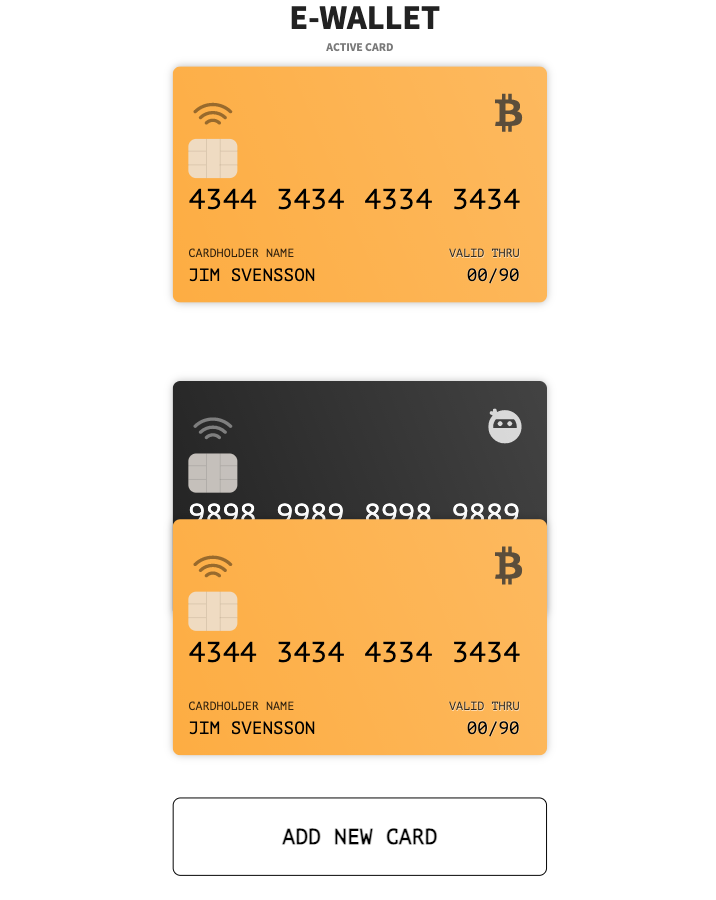 E-WALLET
ACTIVE CARD
4344 3434 4334 3434
CARDHOLDER NAME VALID THRU
JIM SVENSSON 00/90
9898 9989 8998 9889
4344 3434 4334 3434
CARDHOLDER NAME VALID THRU
JIM SVENSSON 00/90
ADD NEW CARD